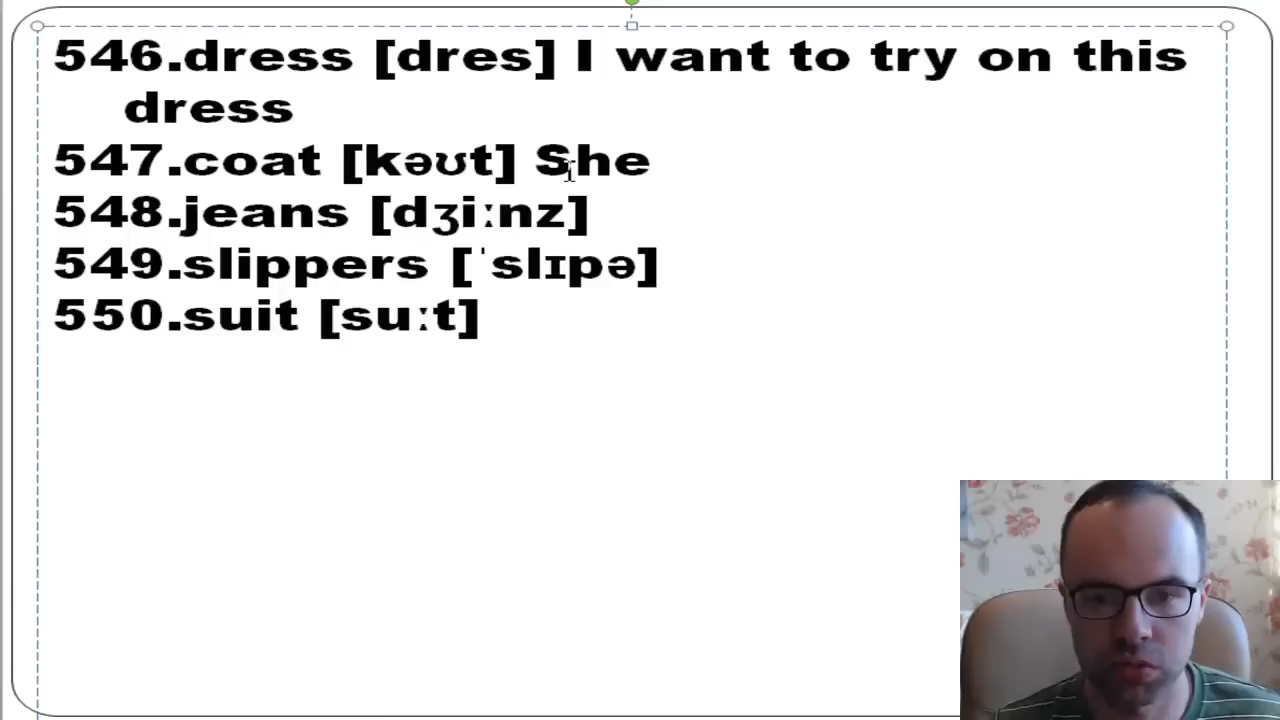 546.dress [dres] I want to try on this
dress
547.coat [kəʊt] She
548.jeans [dʒiːnz]
549.slippers [ˈslɪpə]
550.suit [suːt]